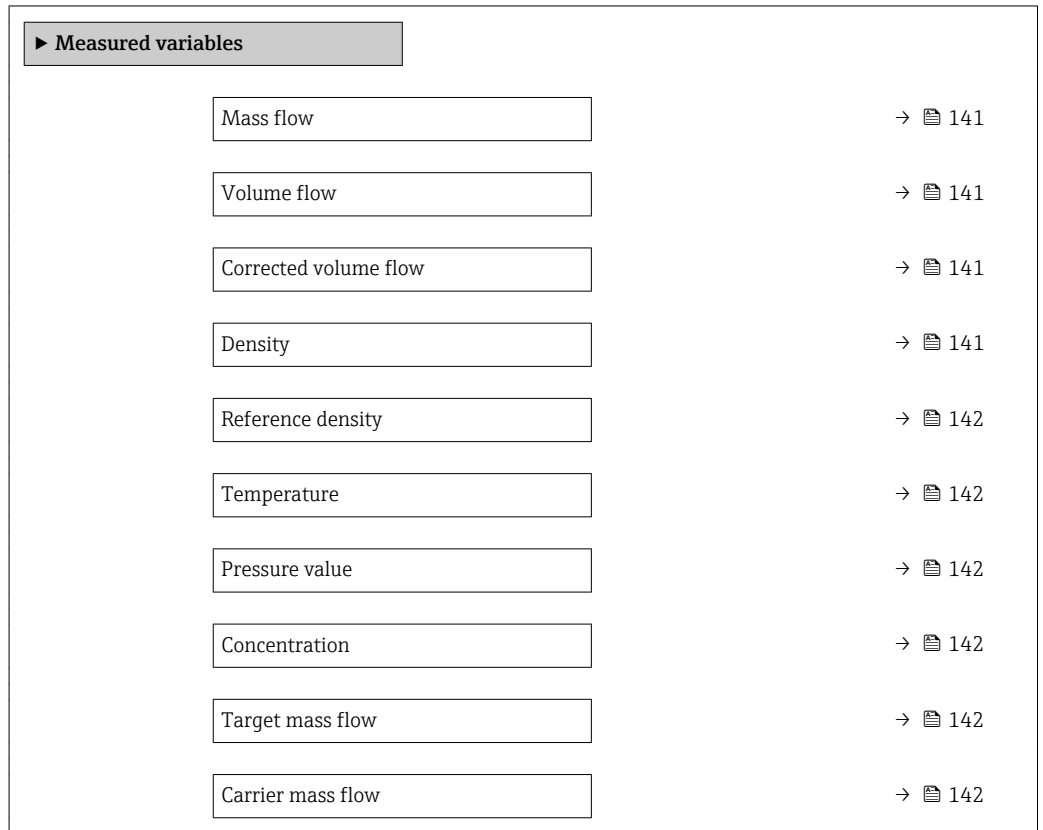 ▶ Measured variables
Mass flow → 141
Volume flow → 141
Corrected volume flow → 141
Density → 141
Reference density → 142
Temperature → 142
Pressure value → 142
Concentration → 142
Target mass flow → 142
Carrier mass flow → 142